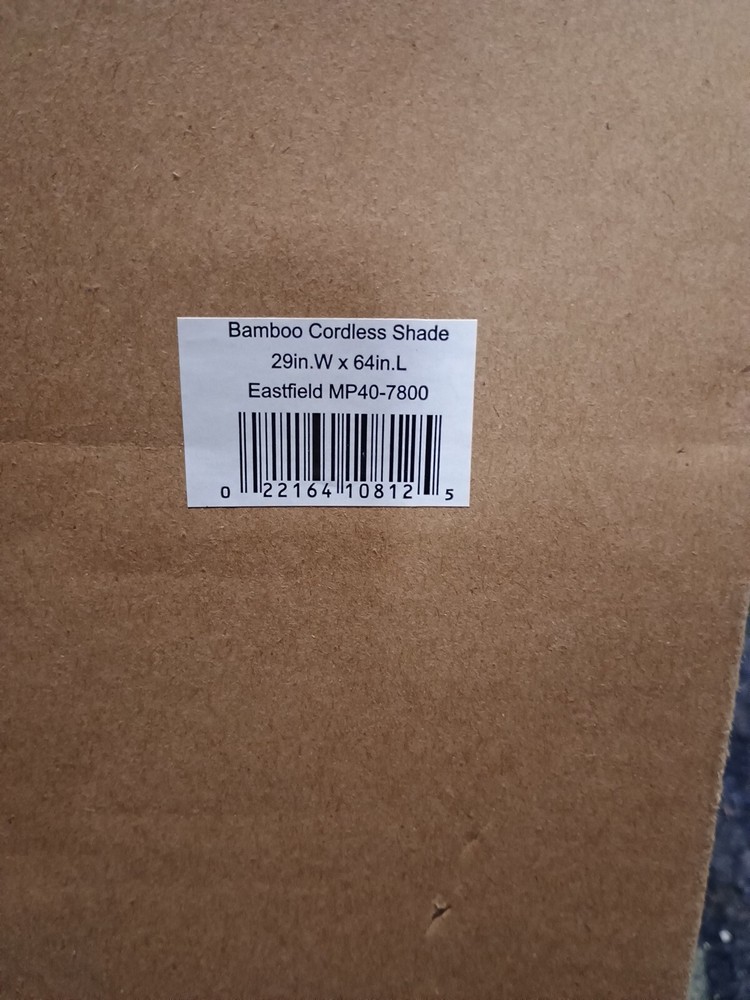 Bamboo Cordless Shade
29in.W x 64in.L
Eastfield MP40-7800
0 22164 10812 5